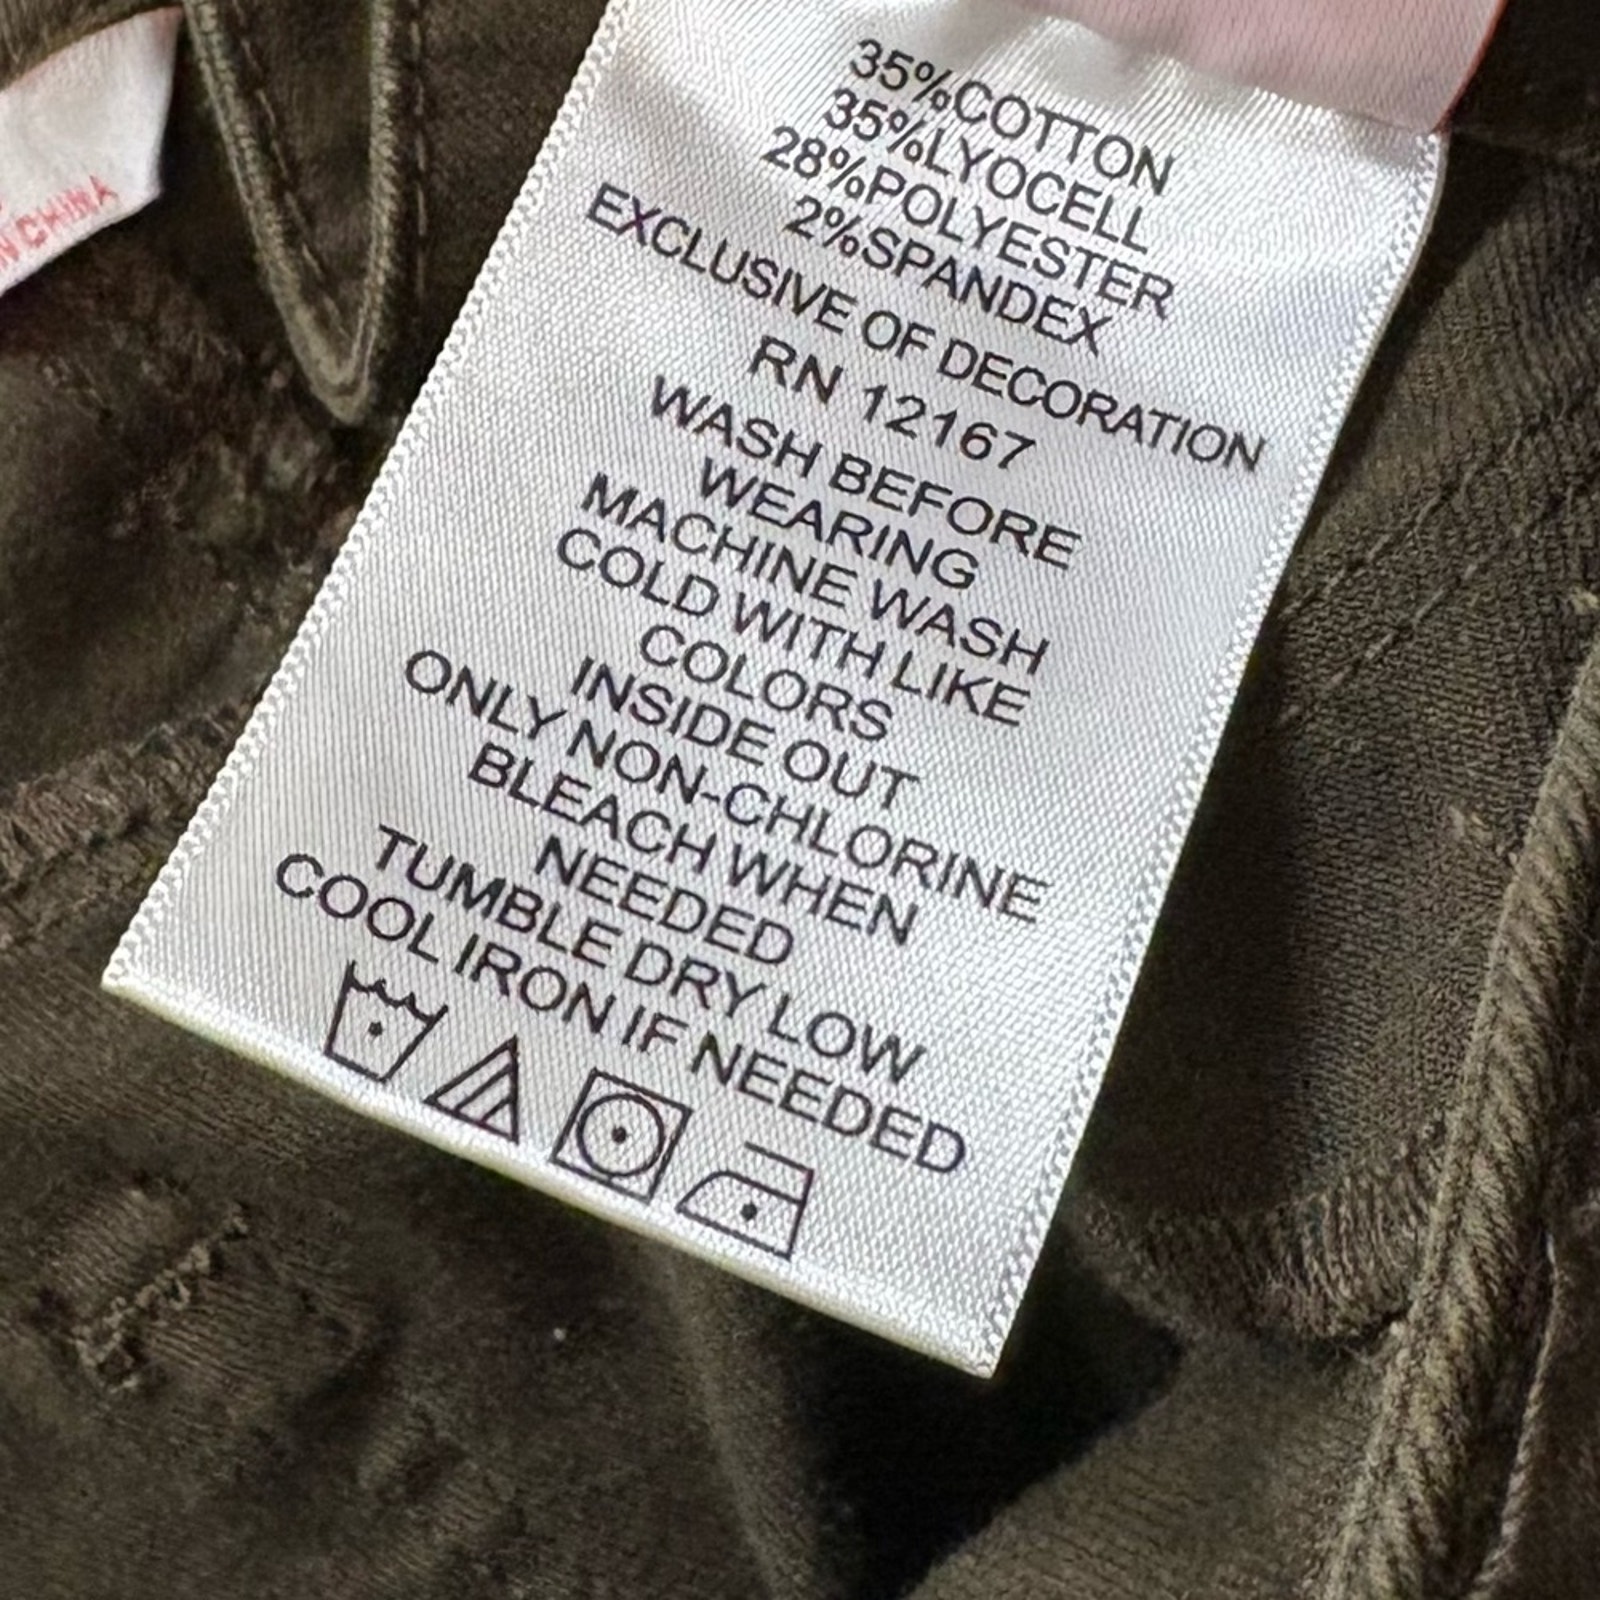 35%COTTON
35%LYOCELL
28%POLYESTER
2%SPANDEX
EXCLUSIVE OF DECORATION
RN 12167
WASH BEFORE
WEARING
MACHINE WASH
COLD WITH LIKE
COLORS
INSIDE OUT
ONLY NON-CHLORINE
BLEACH WHEN
NEEDED
TUMBLE DRY LOW
COOL IRON IF NEEDED
CHINA